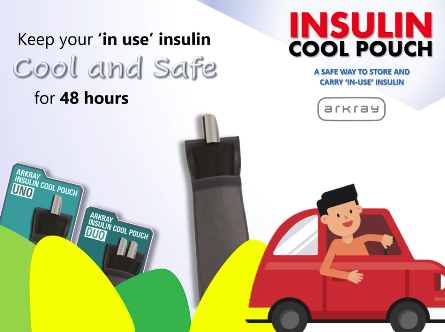 Keep your 'in use' insulin
Cool and Safe
for 48 hours
INSULIN
COOL POUCH
A SAFE WAY TO STORE AND
CARRY 'IN-USE' INSULIN
arkray
ARKRAY
INSULIN COOL POUCH
UNO
ARKRAY
INSULIN COOL POUCH
DUO